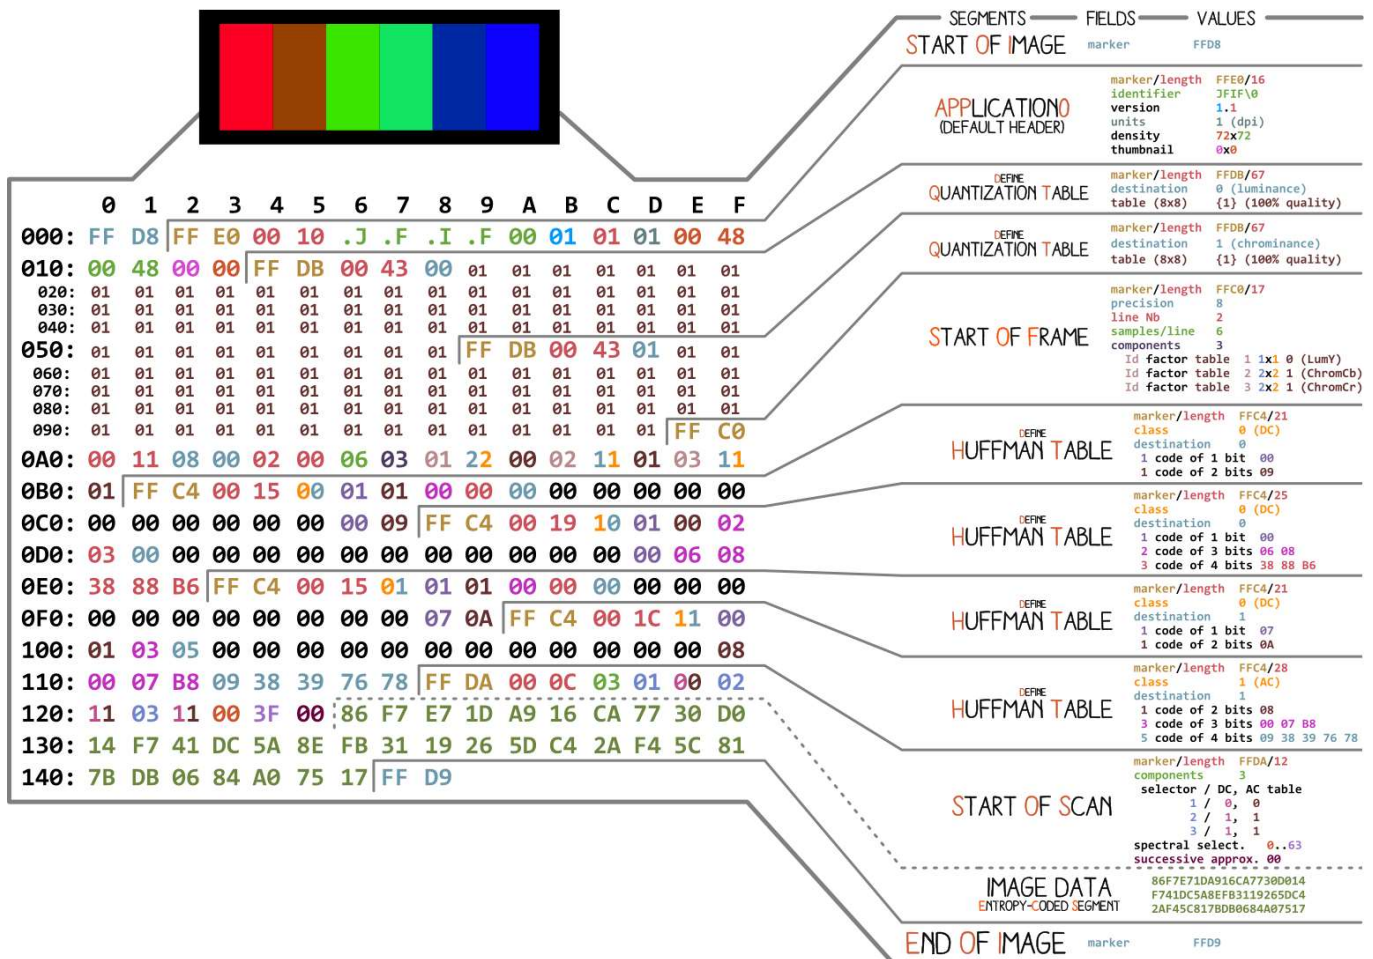 0 1 2 3 4 5 6 7 8 9 A B C D E F
000: FF D8 FF E0 00 10 .J .F .I .F 00 01 01 01 00 48
010: 00 48 00 00 FF DB 00 43 00 01 01 01 01 01 01 01
020: 01 01 01 01 01 01 01 01 01 01 01 01 01 01 01 01
030: 01 01 01 01 01 01 01 01 01 01 01 01 01 01 01 01
040: 01 01 01 01 01 01 01 01 01 01 01 01 01 01 01 01
050: 01 01 01 01 01 01 01 01 01 FF DB 00 43 01 01 01
060: 01 01 01 01 01 01 01 01 01 01 01 01 01 01 01 01
070: 01 01 01 01 01 01 01 01 01 01 01 01 01 01 01 01
080: 01 01 01 01 01 01 01 01 01 01 01 01 01 01 01 01
090: 01 01 01 01 01 01 01 01 01 01 01 01 01 01 FF C0
0A0: 00 11 08 00 02 00 06 03 01 22 00 02 11 01 03 11
0B0: 01 FF C4 00 15 00 01 01 00 00 00 00 00 00 00 00
0C0: 00 00 00 00 00 00 00 09 FF C4 00 19 10 01 00 02
0D0: 03 00 00 00 00 00 00 00 00 00 00 00 00 00 06 08
0E0: 38 88 B6 FF C4 00 15 01 01 01 00 00 00 00 00 00
0F0: 00 00 00 00 00 00 00 00 07 0A FF C4 00 1C 11 00
100: 01 03 05 00 00 00 00 00 00 00 00 00 00 00 00 08
110: 00 07 B8 09 38 39 76 78 FF DA 00 0C 03 01 00 02
120: 11 03 11 00 3F 00 86 F7 E7 1D A9 16 CA 77 30 D0
130: 14 F7 41 DC 5A 8E FB 31 19 26 5D C4 2A F4 5C 81
140: 7B DB 06 84 A0 75 17 FF D9
SEGMENTS FIELDS VALUES
START OF IMAGE marker FFD8
APPLICATION0
(DEFAULT HEADER)
marker/length FFE0/16
identifier JFIF\0
version 1.1
units 1 (dpi)
density 72x72
thumbnail 0x0
DEFINE
QUANTIZATION TABLE
marker/length FFDB/67
destination 0 (luminance)
table (8x8) {1} (100% quality)
DEFINE
QUANTIZATION TABLE
marker/length FFDB/67
destination 1 (chrominance)
table (8x8) {1} (100% quality)
START OF FRAME
marker/length FFC0/17
precision 8
line Nb 2
samples/line 6
components 3
Id factor table 1 1x1 0 (LumY)
Id factor table 2 2x2 1 (ChromCb)
Id factor table 3 2x2 1 (ChromCr)
DEFINE
HUFFMAN TABLE
marker/length FFC4/21
class 0 (DC)
destination 0
1 code of 1 bit 00
1 code of 2 bits 09
DEFINE
HUFFMAN TABLE
marker/length FFC4/25
class 0 (DC)
destination 0
1 code of 1 bit 00
2 code of 3 bits 06 08
3 code of 4 bits 38 88 B6
DEFINE
HUFFMAN TABLE
marker/length FFC4/21
class 0 (DC)
destination 1
1 code of 1 bit 07
1 code of 2 bits 0A
DEFINE
HUFFMAN TABLE
marker/length FFC4/28
class 1 (AC)
destination 1
1 code of 2 bits 08
3 code of 3 bits 00 07 B8
5 code of 4 bits 09 38 39 76 78
START OF SCAN
marker/length FFDA/12
components 3
selector / DC, AC table
1 / 0, 0
2 / 1, 1
3 / 1, 1
spectral select. 0..63
successive approx. 00
IMAGE DATA
ENTROPY-CODED SEGMENT
86F7E71DA916CA7730D014
F741DC5A8EFB3119265DC4
2AF45C817BDB0684A07517
END OF IMAGE marker FFD9